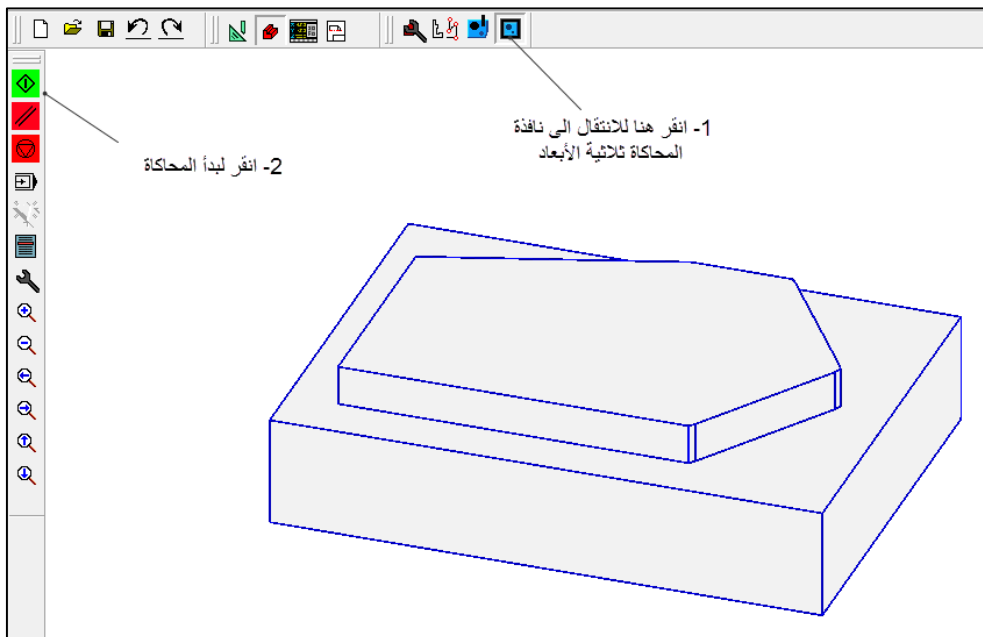 1- انقر هنا للانتقال الى نافذة
المحاكاة ثلاثية الأبعاد
2- انقر لبدأ المحاكاة